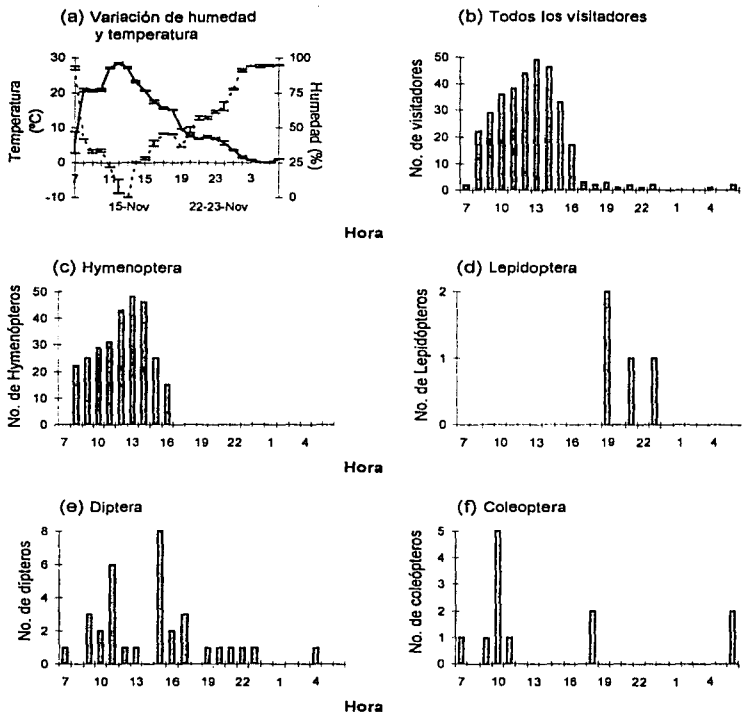 (a) Variación de humedad
y temperatura
30
20
10
0
-10
Temperatura
(ºC)
100
75
50
25
0
Humedad (%)
7 11 15 19 23 3
15-Nov 22-23-Nov
(b) Todos los visitadores
50
40
30
20
10
0
No. de visitadores
7 10 13 16 19 22 1 4
Hora
(c) Hymenoptera
50
40
30
20
10
0
No. de Hymenópteros
7 10 13 16 19 22 1 4
(d) Lepidoptera
2
1
0
No. de Lepidópteros
7 10 13 16 19 22 1 4
Hora
(e) Diptera
8
6
4
2
0
No. de dipteros
7 10 13 16 19 22 1 4
(f) Coleoptera
5
4
3
2
1
0
No. de coleópteros
7 10 13 16 19 22 1 4
Hora